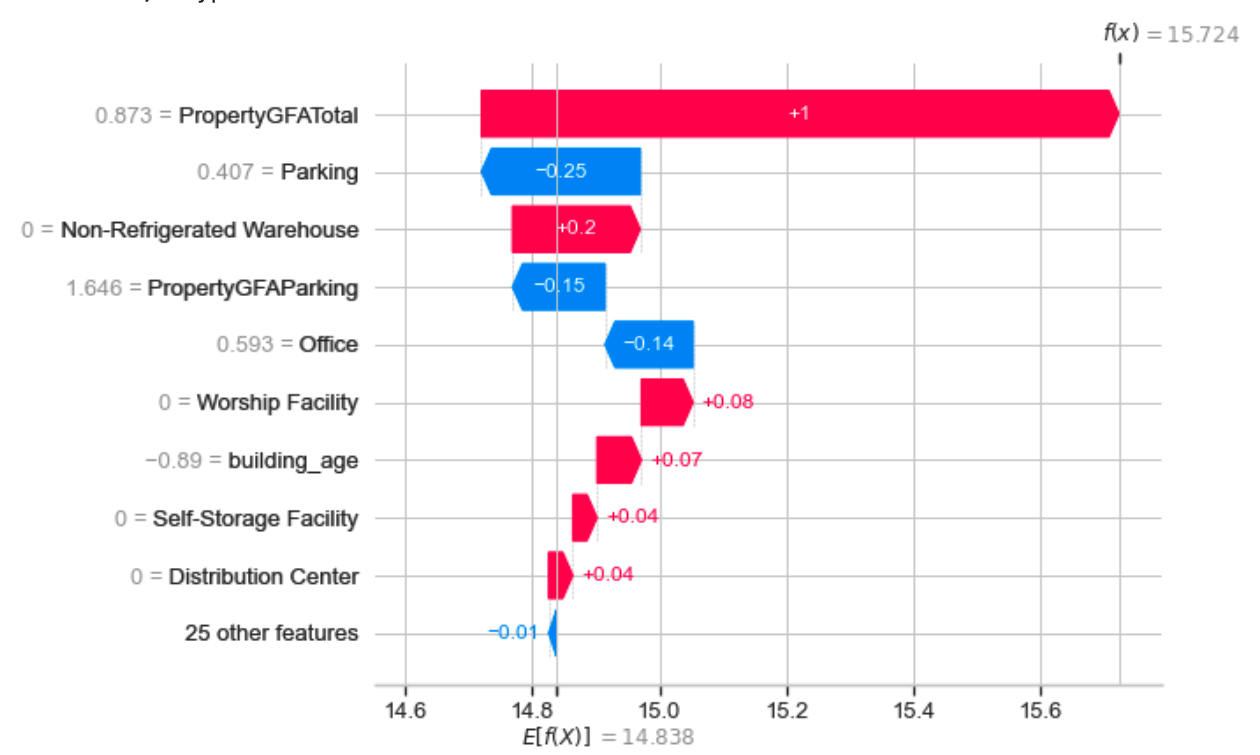 f(x) = 15.724
0.873 = PropertyGFATotal
+1
0.407 = Parking
−0.25
0 = Non-Refrigerated Warehouse
+0.2
1.646 = PropertyGFAParking
−0.15
0.593 = Office
−0.14
0 = Worship Facility
+0.08
−0.89 = building_age
+0.07
0 = Self-Storage Facility
+0.04
0 = Distribution Center
+0.04
25 other features
−0.01
14.6 14.8 15.0 15.2 15.4 15.6
E[f(X)] = 14.838